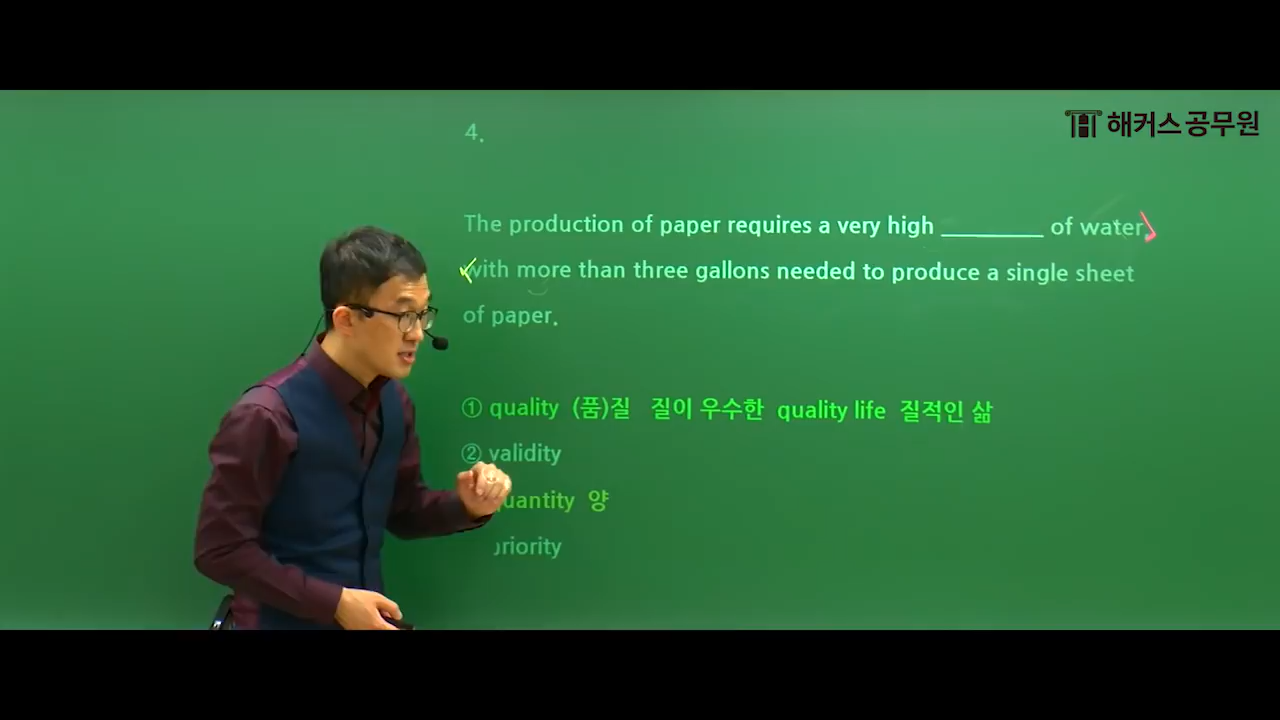 해커스 공무원
4.
The production of paper requires a very high ________ of water,
with more than three gallons needed to produce a single sheet
of paper.
① quality (품)질 질이 우수한 quality life 질적인 삶
② validity
uantity 양
riority